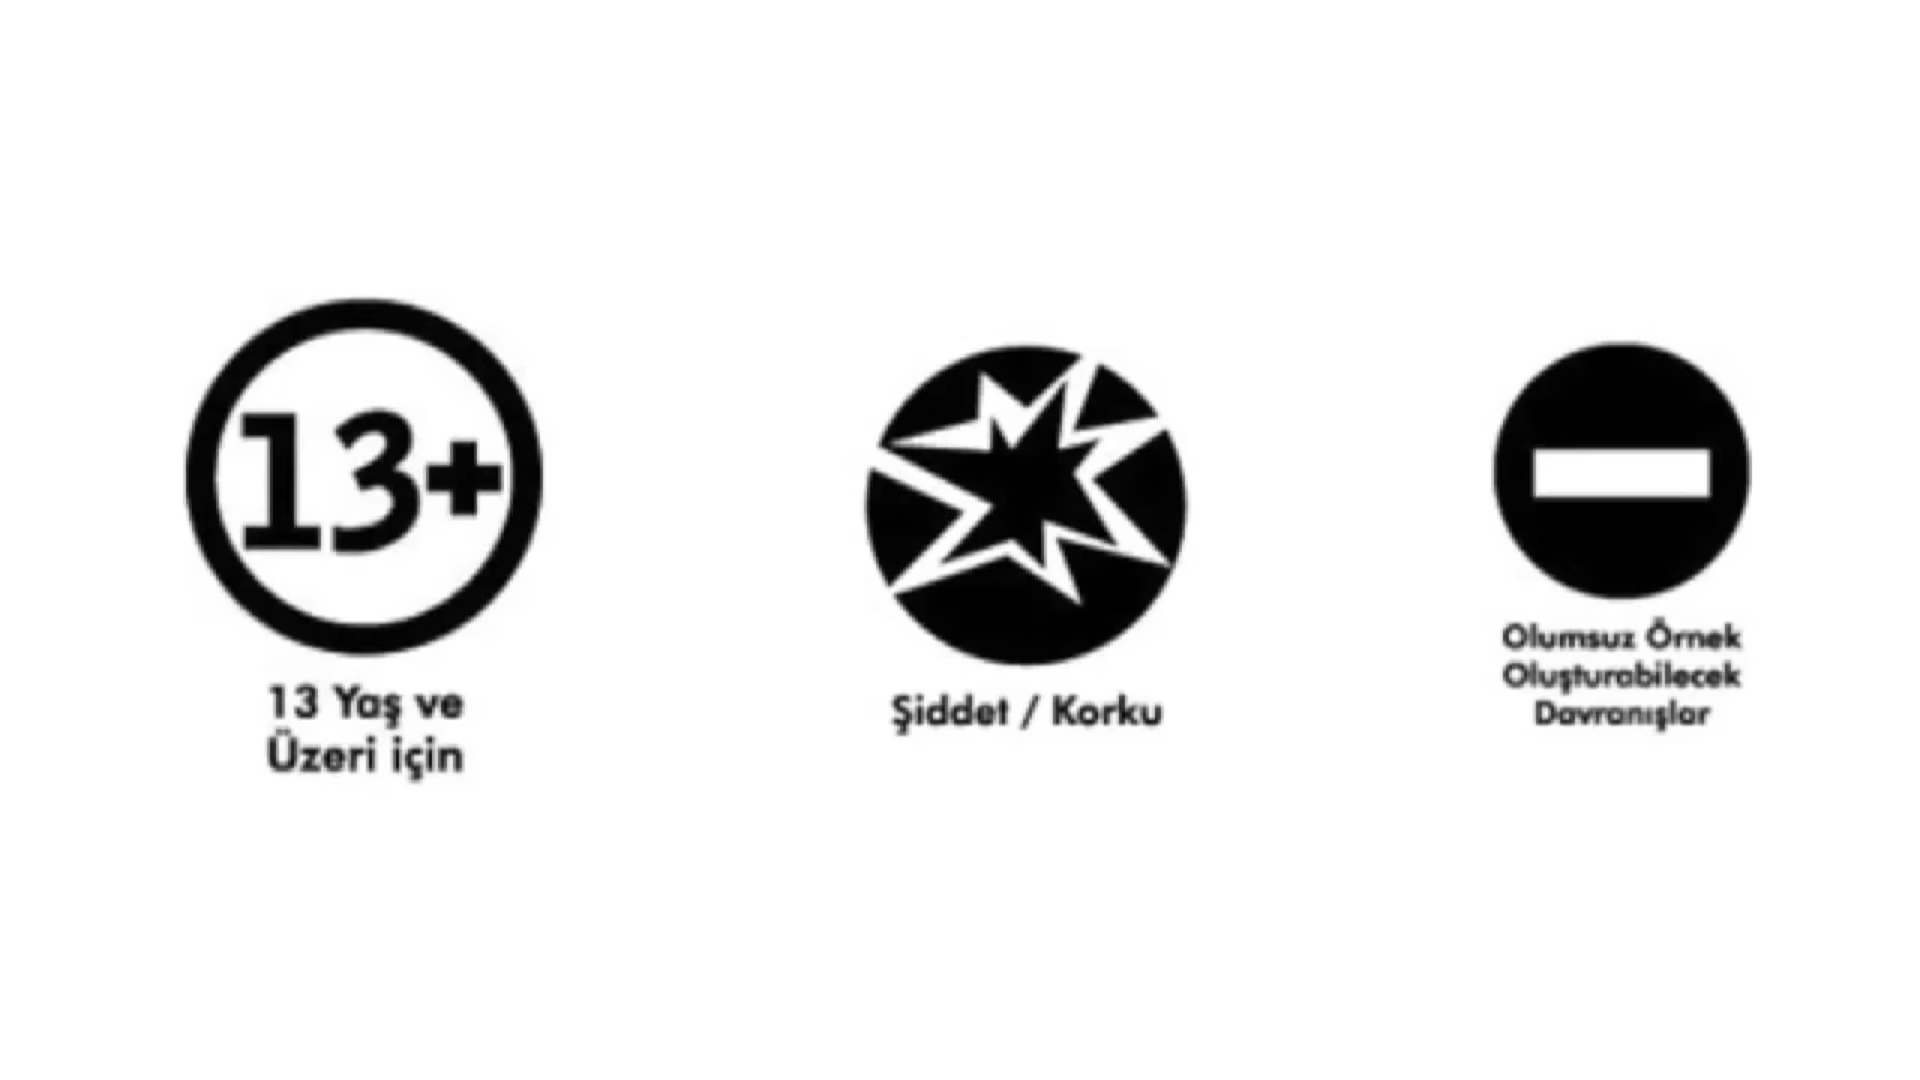 13+
13 Yaş ve
Üzeri için
Şiddet / Korku
Olumsuz Örnek
Oluşturabilecek
Davranışlar